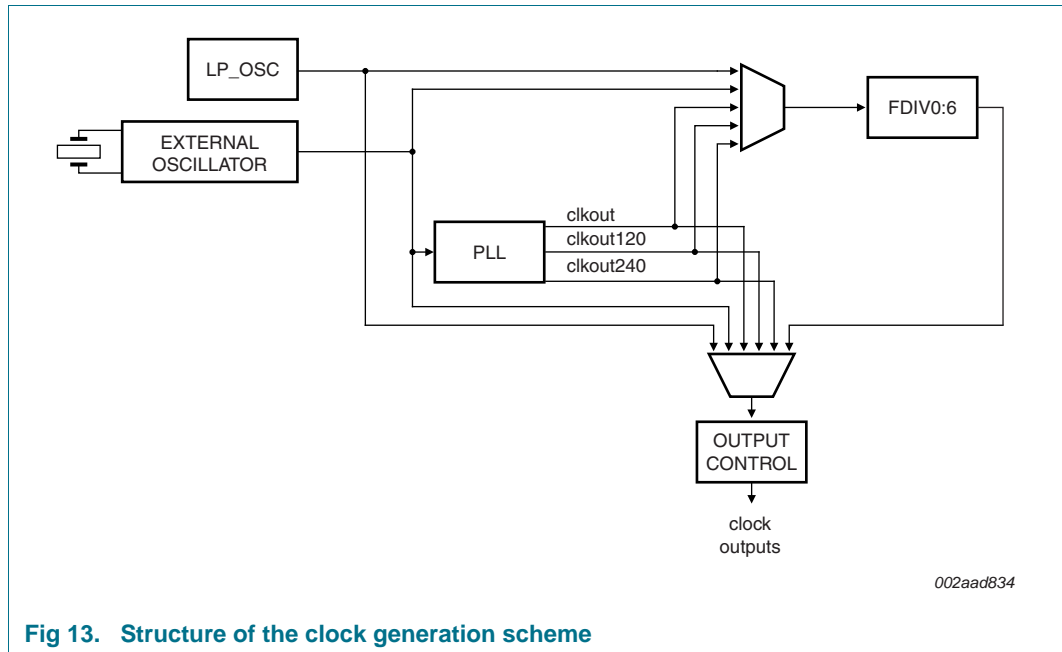 LP_OSC
FDIV0:6
EXTERNAL
OSCILLATOR
clkout
PLL
clkout120
clkout240
OUTPUT
CONTROL
clock
outputs
002aad834
Fig 13. Structure of the clock generation scheme